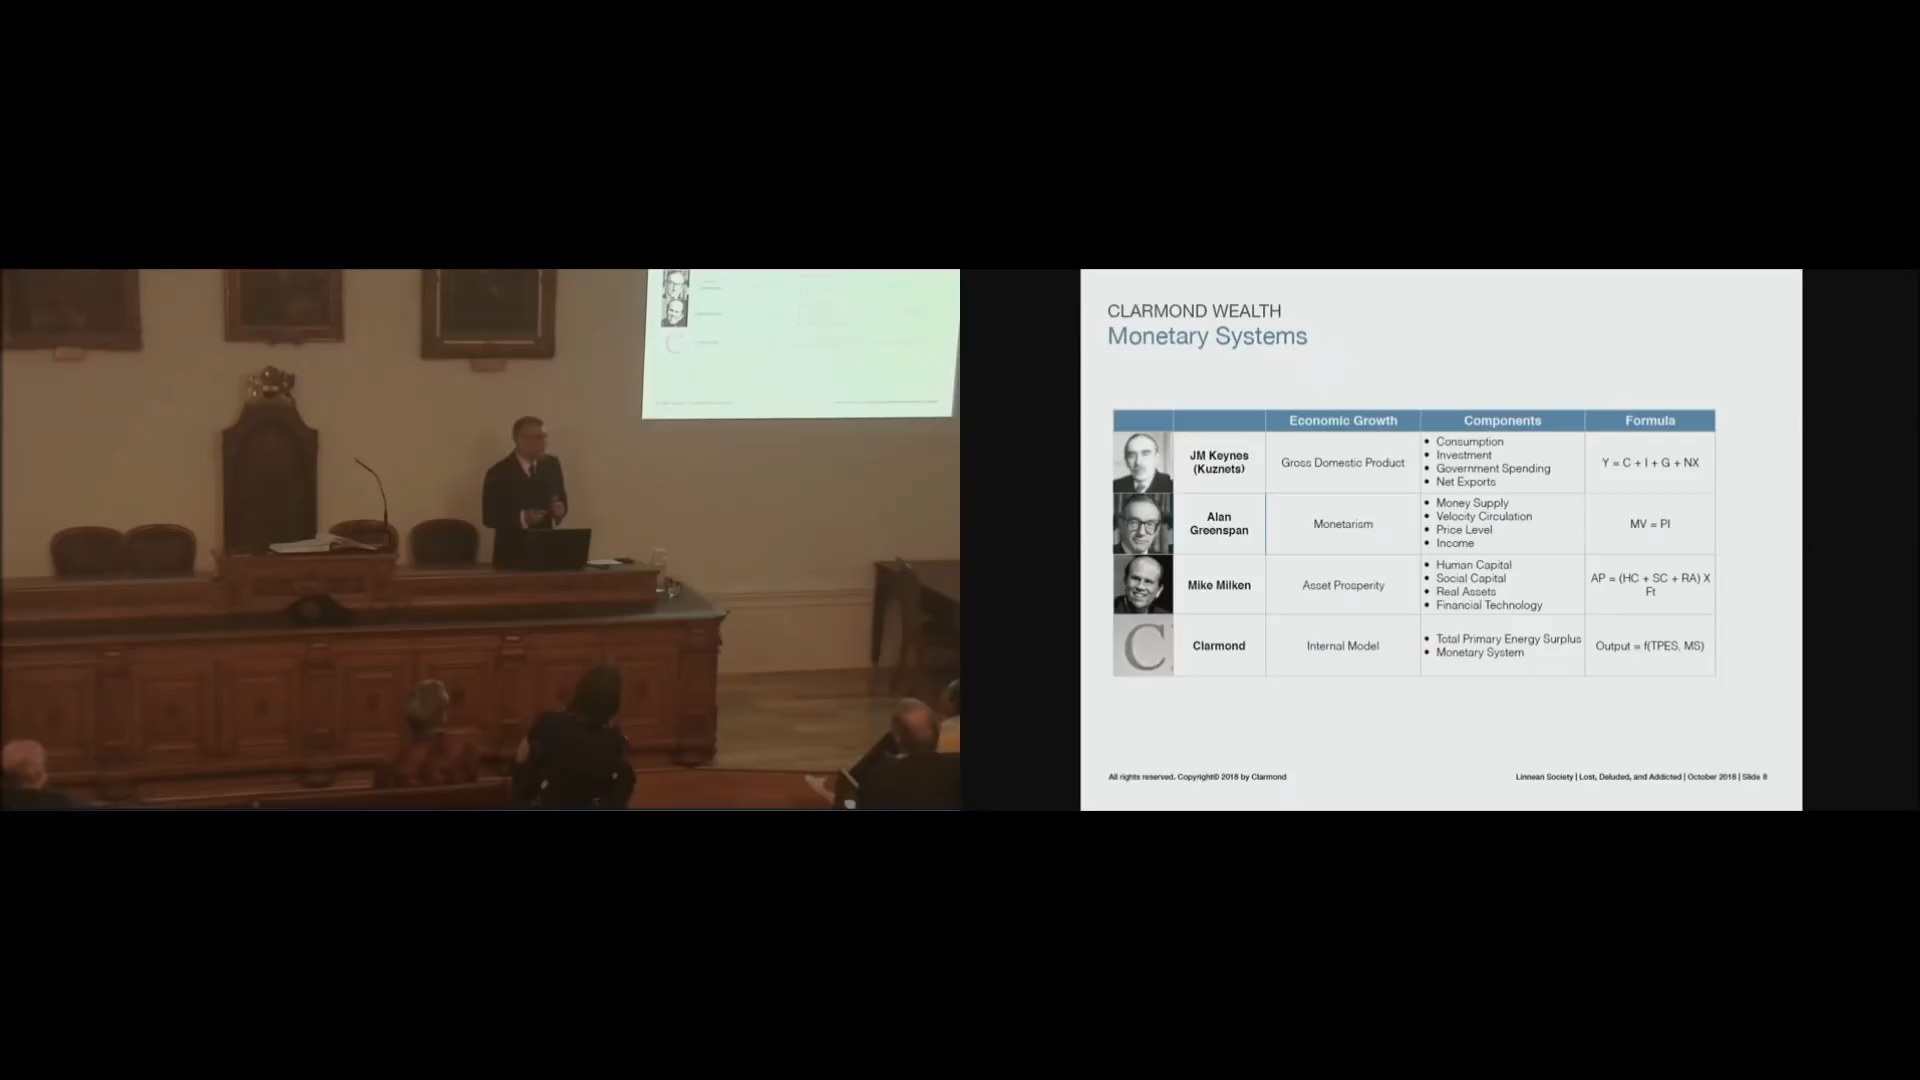 CLARMOND WEALTH
Monetary Systems
Economic Growth
Components
Formula
JM Keynes
(Kuznets)
Gross Domestic Product
• Consumption
• Investment
• Government Spending
• Net Exports
Y = C + I + G + NX
Alan
Greenspan
Monetarism
• Money Supply
• Velocity Circulation
• Price Level
• Income
MV = PI
Mike Milken
Asset Prosperity
• Human Capital
• Social Capital
• Real Assets
• Financial Technology
AP = (HC + SC + RA) X
Ft
C
Clarmond
Internal Model
• Total Primary Energy Surplus
• Monetary System
Output = f(TPES, MS)
All rights reserved. Copyright© 2018 by Clarmond
Linnean Society | Lost, Deluded, and Addicted | October 2018 | Slide 8